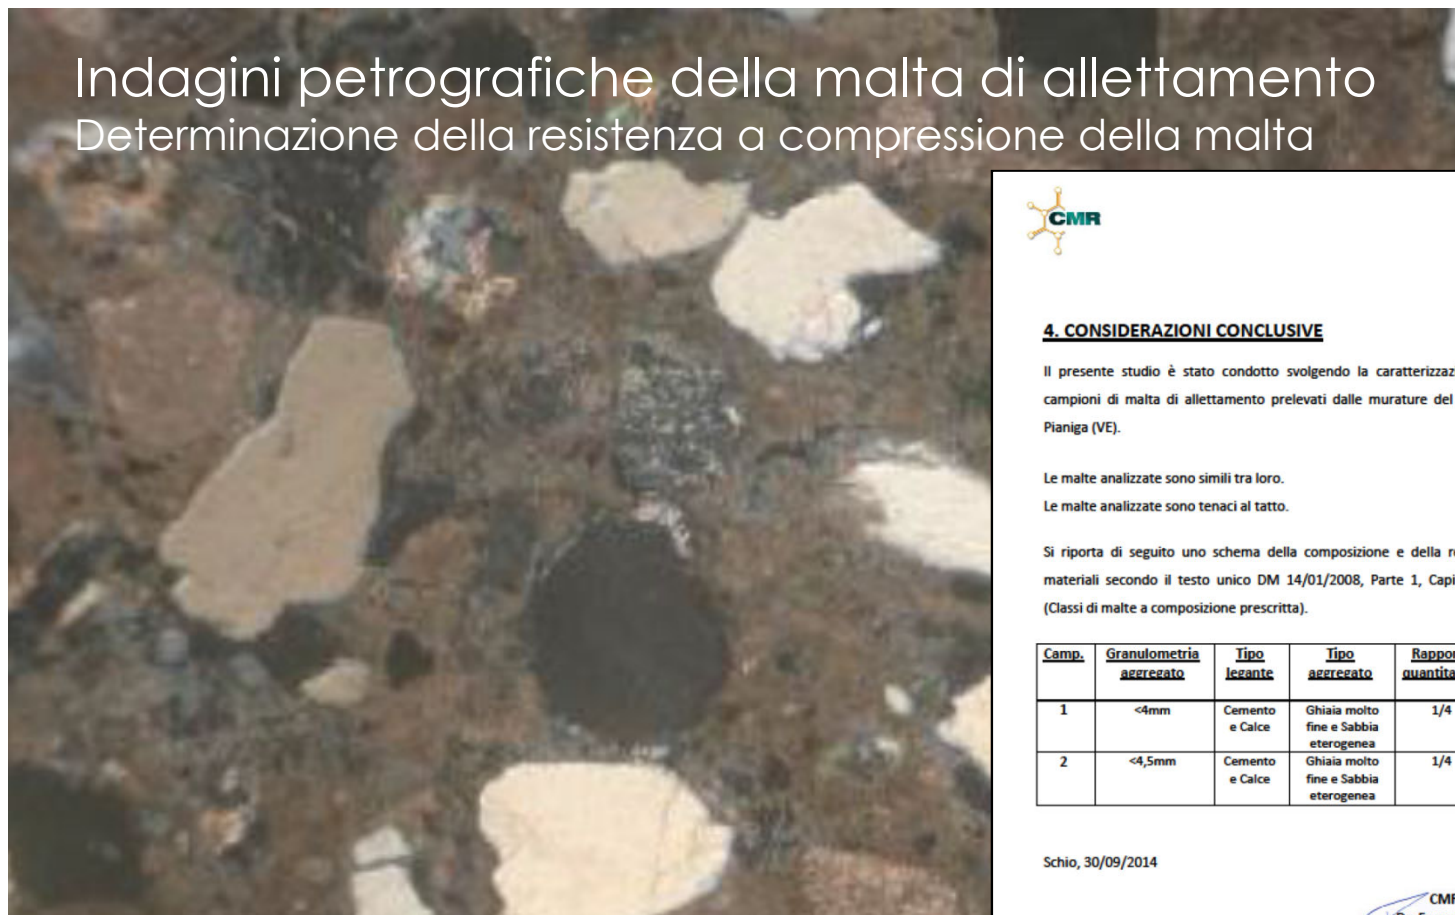 Indagini petrografiche della malta di allettamento
Determinazione della resistenza a compressione della malta
CMR
4. CONSIDERAZIONI CONCLUSIVE
Il presente studio è stato condotto svolgendo la
campioni di malta di allettamento prelevati dalle murature del
Pianiga (VE).
Le malte analizzate sono simili tra loro.
Le malte analizzate sono tenaci al tatto.
Si riporta di seguito uno schema della composizione e della
materiali secondo il testo unico DM 14/01/2008, Parte 1,
(Classi di malte a composizione prescritta).
Camp. Granulometria aggregato Tipo legante Tipo aggregato
1 <4mm Cemento e Calce Ghiaia molto fine e Sabbia eterogenea 1/4
2 <4,5mm Cemento e Calce Ghiaia molto fine e Sabbia eterogenea 1/4
Schio, 30/09/2014